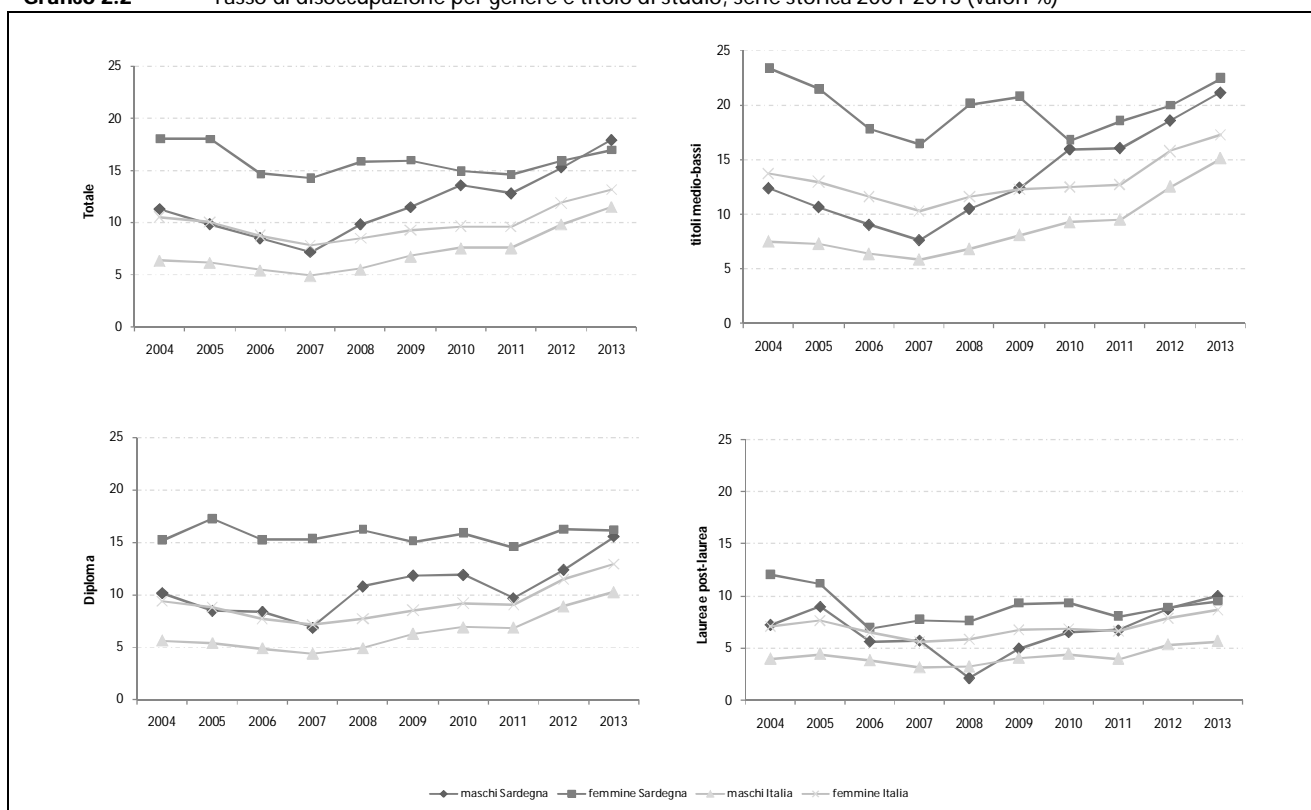 Grafico 2.2 Tasso di disoccupazione per genere e titolo di studio, serie storica 2004-2013 (valori %)
Totale
25
20
15
10
5
0
2004 2005 2006 2007 2008 2009 2010 2011 2012 2013
titoli medio-bassi
25
20
15
10
5
0
2004 2005 2006 2007 2008 2009 2010 2011 2012 2013
Diploma
25
20
15
10
5
0
2004 2005 2006 2007 2008 2009 2010 2011 2012 2013
Laurea e post-laurea
25
20
15
10
5
0
2004 2005 2006 2007 2008 2009 2010 2011 2012 2013
maschi Sardegna femmine Sardegna maschi Italia femmine Italia